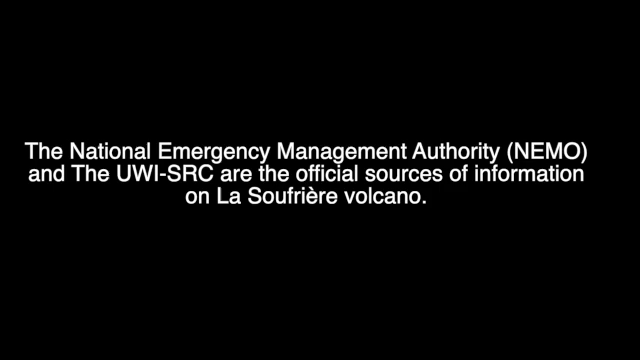 The National Emergency Management Authority (NEMO)
and The UWI-SRC are the official sources of information
on La Soufrière volcano.